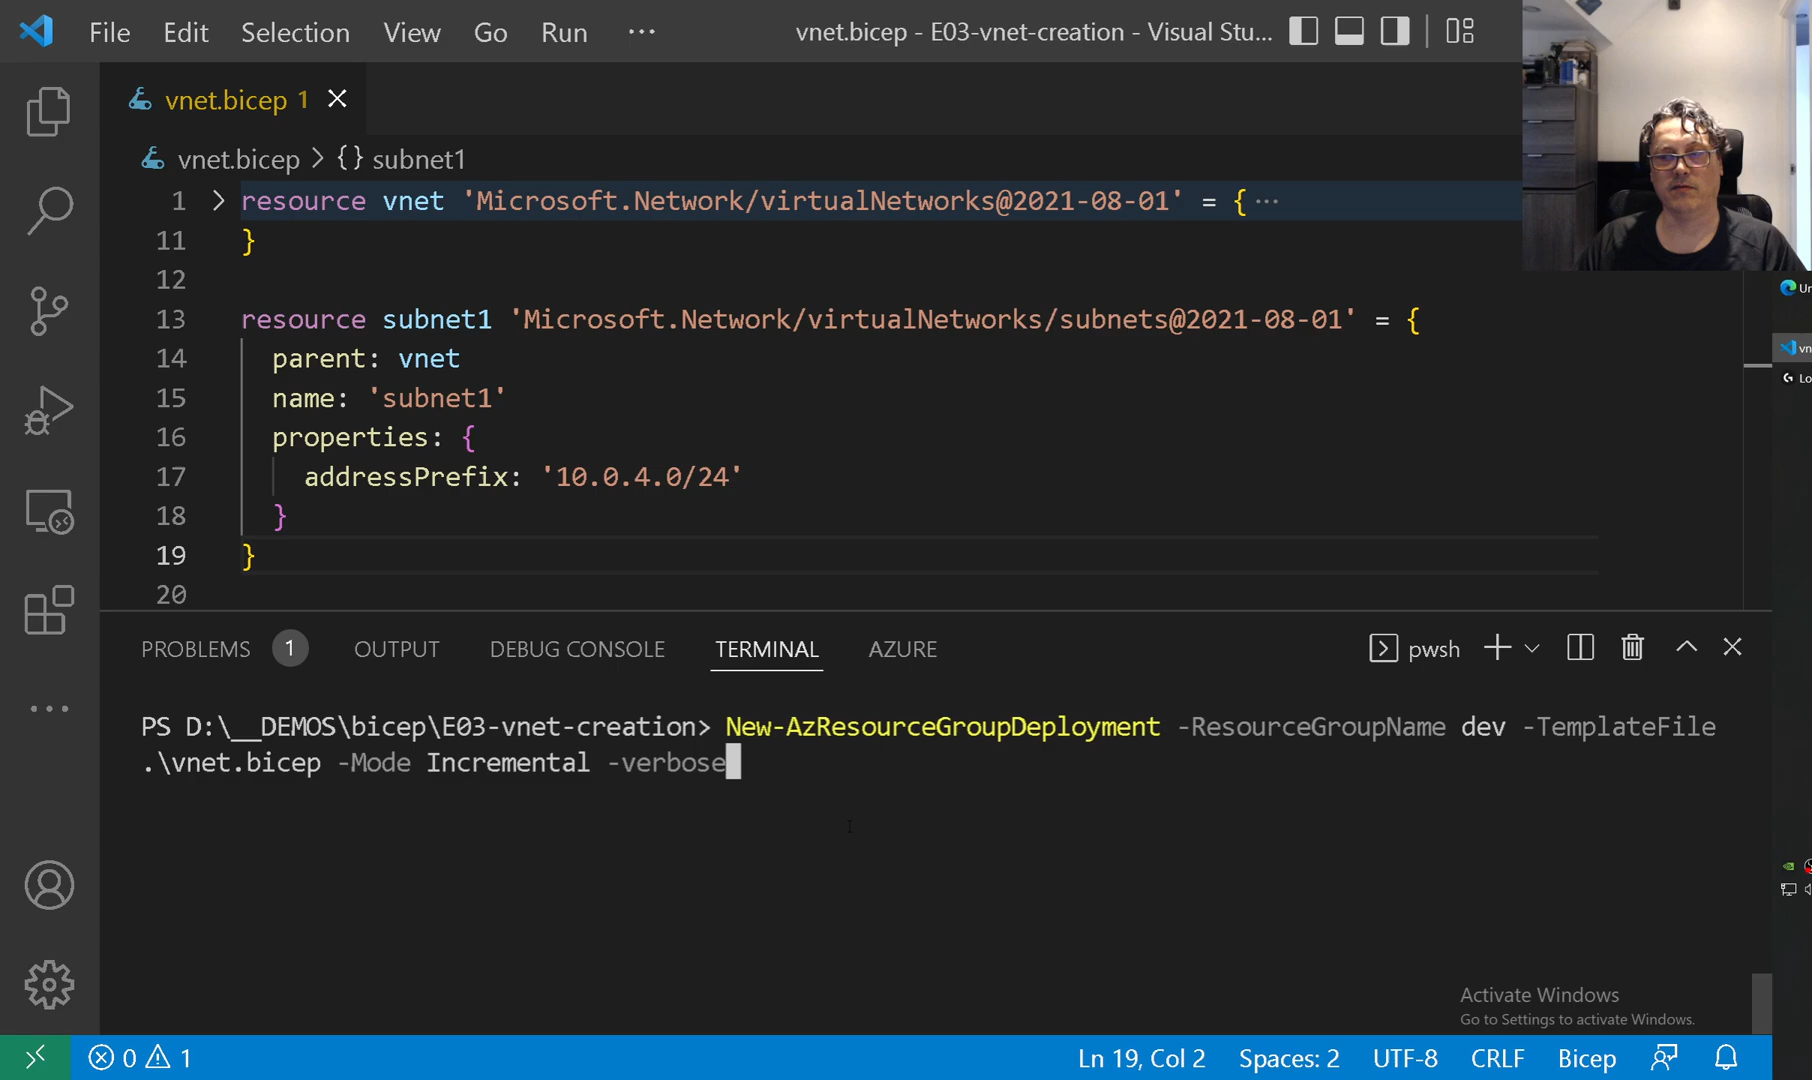 File Edit Selection View Go Run ··· vnet.bicep - E03-vnet-creation - Visual Stu...
vnet.bicep 1
vnet.bicep > {} subnet1
1 resource vnet 'Microsoft.Network/virtualNetworks@2021-08-01' = {···
11 }
12
13 resource subnet1 'Microsoft.Network/virtualNetworks/subnets@2021-08-01' = {
14 parent: vnet
15 name: 'subnet1'
16 properties: {
17 addressPrefix: '10.0.4.0/24'
18 }
19 }
20
Ur
vn
Lo
PROBLEMS 1 OUTPUT DEBUG CONSOLE TERMINAL AZURE pwsh
PS D:\__DEMOS\bicep\E03-vnet-creation> New-AzResourceGroupDeployment -ResourceGroupName dev -TemplateFile
.\vnet.bicep -Mode Incremental -verbose
Activate Windows
Go to Settings to activate Windows.
0 1 Ln 19, Col 2 Spaces: 2 UTF-8 CRLF Bicep